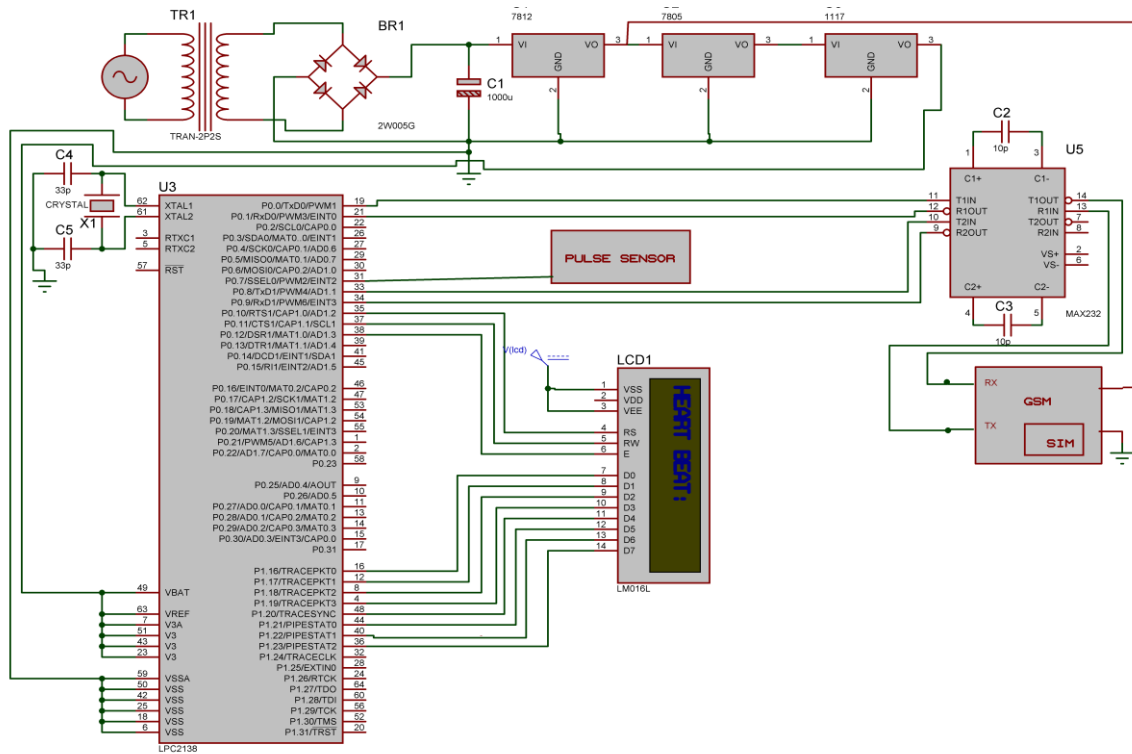 TR1
TRAN-2P2S
BR1
2W005G
C1
1000u
7812
1 VI VO 3
GND
2
7805
1 VI VO 3
GND
2
1117
1 VI VO 3
GND
2
C4
33p
CRYSTAL
X1
C5
33p
U3
62 XTAL1
61 XTAL2
3 RTXC1
5 RTXC2
57 RST
49 VBAT
63 VREF
7 V3A
51 V3
43 V3
23 V3
59 VSSA
50 VSS
42 VSS
25 VSS
18 VSS
6 VSS
P0.0/TxD0/PWM1 19
P0.1/RxD0/PWM3/EINT0 21
P0.2/SCL0/CAP0.0 22
P0.3/SDA0/MAT0..0/EINT1 26
P0.4/SCK0/CAP0.1/AD0.6 27
P0.5/MISO0/MAT0.1/AD0.7 29
P0.6/MOSI0/CAP0.2/AD1.0 30
P0.7/SSEL0/PWM2/EINT2 31
P0.8/TxD1/PWM4/AD1.1 33
P0.9/RxD1/PWM6/EINT3 34
P0.10/RTS1/CAP1.0/AD1.2 35
P0.11/CTS1/CAP1.1/SCL1 37
P0.12/DSR1/MAT1.0/AD1.3 38
P0.13/DTR1/MAT1.1/AD1.4 39
P0.14/DCD1/EINT1/SDA1 41
P0.15/RI1/EINT2/AD1.5 45
P0.16/EINT0/MAT0.2/CAP0.2 46
P0.17/CAP1.2/SCK1/MAT1.2 47
P0.18/CAP1.3/MISO1/MAT1.3 53
P0.19/MAT1.2/MOSI1/CAP1.2 54
P0.20/MAT1.3/SSEL1/EINT3 55
P0.21/PWM5/AD1.6/CAP1.3 1
P0.22/AD1.7/CAP0.0/MAT0.0 2
P0.23 58
P0.25/AD0.4/AOUT 9
P0.26/AD0.5 10
P0.27/AD0.0/CAP0.1/MAT0.1 11
P0.28/AD0.1/CAP0.2/MAT0.2 13
P0.29/AD0.2/CAP0.3/MAT0.3 14
P0.30/AD0.3/EINT3/CAP0.0 15
P0.31 17
P1.16/TRACEPKT0 16
P1.17/TRACEPKT1 12
P1.18/TRACEPKT2 8
P1.19/TRACEPKT3 4
P1.20/TRACESYNC 48
P1.21/PIPESTAT0 44
P1.22/PIPESTAT1 40
P1.23/PIPESTAT2 36
P1.24/TRACECLK 32
P1.25/EXTIN0 28
P1.26/RTCK 24
P1.27/TDO 64
P1.28/TDI 60
P1.29/TCK 56
P1.30/TMS 52
P1.31/TRST 20
LPC2138
PULSE SENSOR
V(lcd)
LCD1
1 VSS
2 VDD
3 VEE
4 RS
5 RW
6 E
7 D0
8 D1
9 D2
10 D3
11 D4
12 D5
13 D6
14 D7
HEART BEAT:
LM016L
C2
10p
U5
1 3
C1+ C1-
11 T1IN T1OUT 14
12 R1OUT R1IN 13
10 T2IN T2OUT 7
9 R2OUT R2IN 8
VS+ 2
VS- 6
C2+ C2-
4 5
MAX232
C3
10p
RX
GSM
TX
SIM